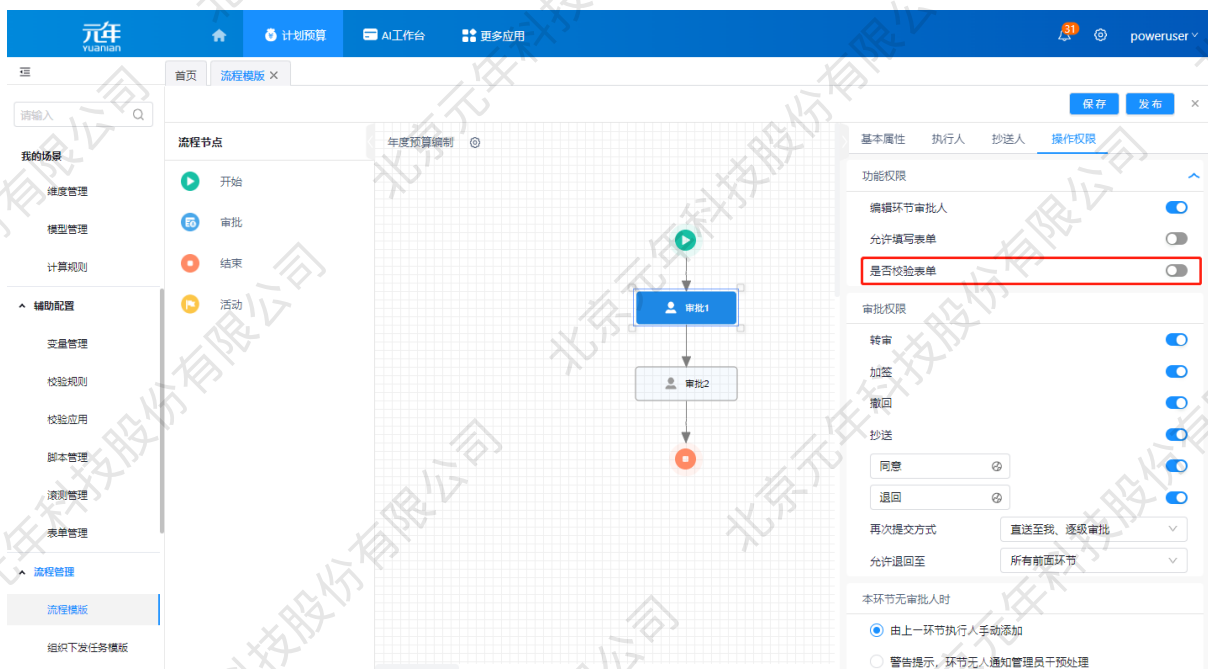 元年
yuanian
计划预算
AI工作台
更多应用
31
poweruser
首页
流程模版
请输入
保存
发布
我的场景
维度管理
模型管理
计算规则
辅助配置
变量管理
校验规则
校验应用
脚本管理
滚测管理
表单管理
流程管理
流程模版
组织下发任务模版
流程节点
开始
审批
结束
活动
年度预算编制
审批1
审批2
基本属性 执行人 抄送人 操作权限
功能权限
编辑环节审批人
允许填写表单
是否校验表单
审批权限
转审
加签
撤回
抄送
同意
退回
再次提交方式 直送至我、逐级审批
允许退回至 所有前面环节
本环节无审批人时
由上一环节执行人手动添加
警告提示，环节无人通知管理员干预处理
北京元年科技股份有限公司